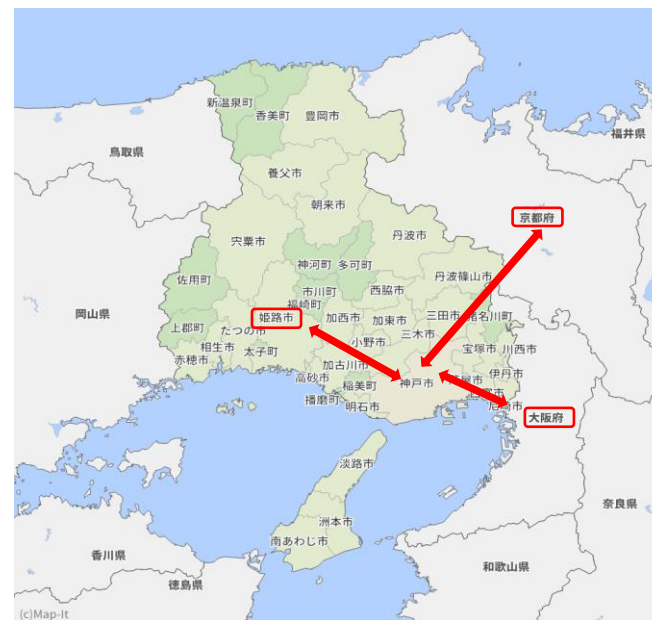 新温泉町
香美町
豊岡市
福井県
鳥取県
養父市
朝来市
京都府
宍粟市
丹波市
神河町
多可町
丹波篠山市
佐用町
市川町
西脇市
岡山県
福崎町
姫路市
加西市
加東市
三田市
猪名川町
上郡町
たつの市
三木市
小野市
相生市
太子町
宝塚市
川西市
赤穂市
加古川市
伊丹市
高砂市
稲美町
神戸市
芦屋市
播磨町
明石市
尼崎市
大阪府
淡路市
奈良県
洲本市
南あわじ市
香川県
和歌山県
徳島県
(c)Map-It